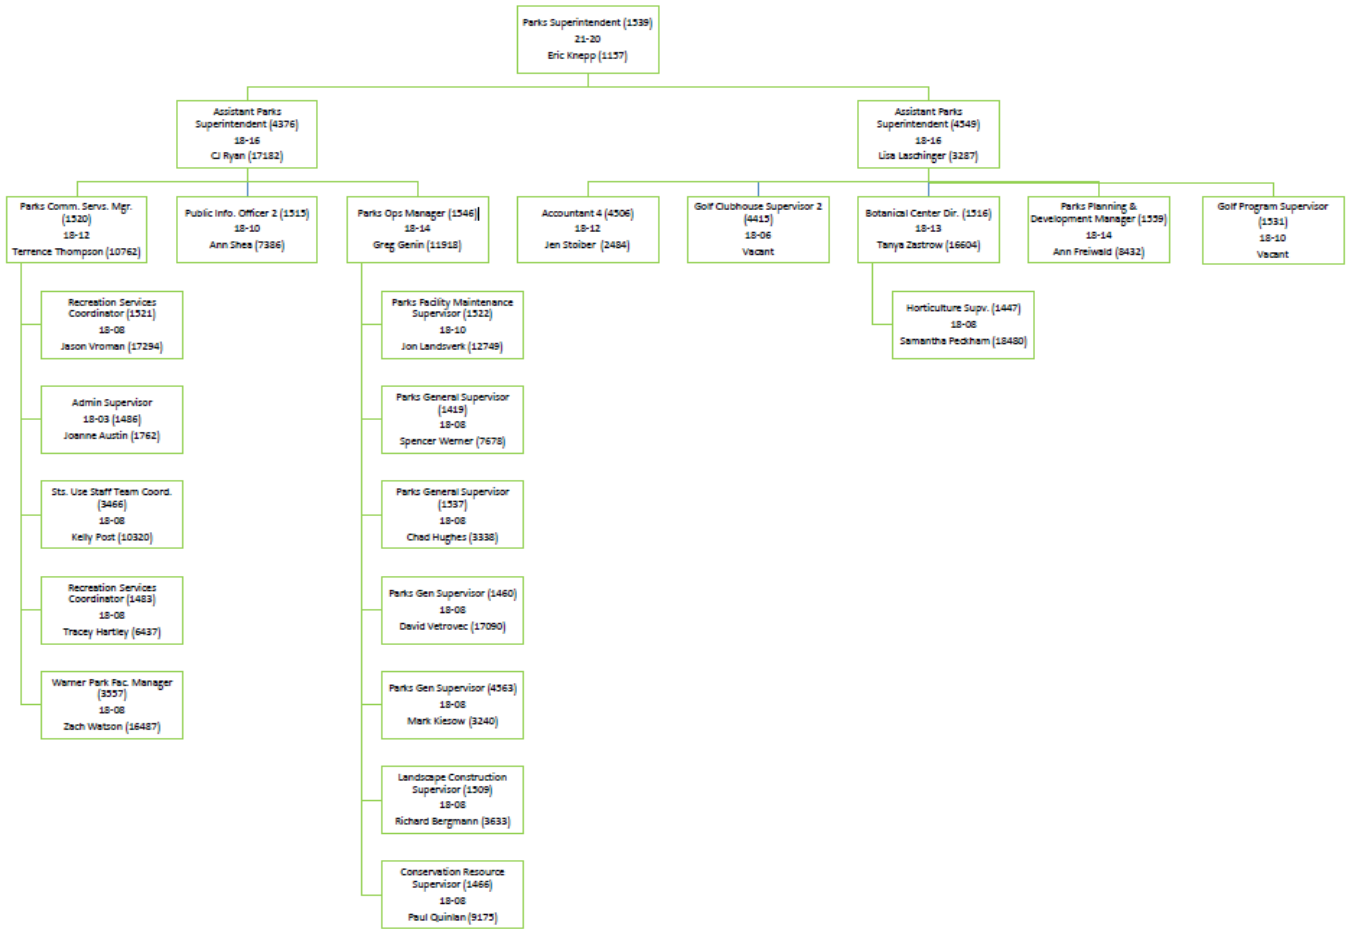 Parks Superintendent (1539)
21-20
Eric Knepp (1157)
Assistant Parks
Superintendent (4376)
18-16
CJ Ryan (17182)
Assistant Parks
Superintendent (4549)
18-16
Lisa Laschinger (3287)
Parks Comm. Servs. Mgr.
(1520)
18-12
Terrence Thompson (10762)
Public Info. Officer 2 (1515)
18-10
Ann Shea (7386)
Parks Ops Manager (1546)
18-14
Greg Genin (11918)
Accountant 4 (4506)
18-12
Jen Stoiber (2484)
Golf Clubhouse Supervisor 2
(4415)
18-06
Vacant
Botanical Center Dir. (1516)
18-13
Tanya Zastrow (16604)
Parks Planning &
Development Manager (1559)
18-14
Ann Freiwald (8432)
Golf Program Supervisor
(1531)
18-10
Vacant
Recreation Services
Coordinator (1521)
18-08
Jason Vroman (17294)
Admin Supervisor
18-03 (1486)
Joanne Austin (1762)
Sts. Use Staff Team Coord.
(3466)
18-08
Kelly Post (10320)
Recreation Services
Coordinator (1483)
18-08
Tracey Hartley (6437)
Warner Park Fac. Manager
(3557)
18-08
Zach Watson (16487)
Parks Facility Maintenance
Supervisor (1522)
18-10
Jon Landsverk (12749)
Parks General Supervisor
(1419)
18-08
Spencer Werner (7678)
Parks General Supervisor
(1537)
18-08
Chad Hughes (3338)
Parks Gen Supervisor (1460)
18-08
David Vetrovec (17090)
Parks Gen Supervisor (4563)
18-08
Mark Kiesow (3240)
Landscape Construction
Supervisor (1509)
18-08
Richard Bergmann (3633)
Conservation Resource
Supervisor (1466)
18-08
Paul Quinlan (9175)
Horticulture Supv. (1447)
18-08
Samantha Peckham (18480)